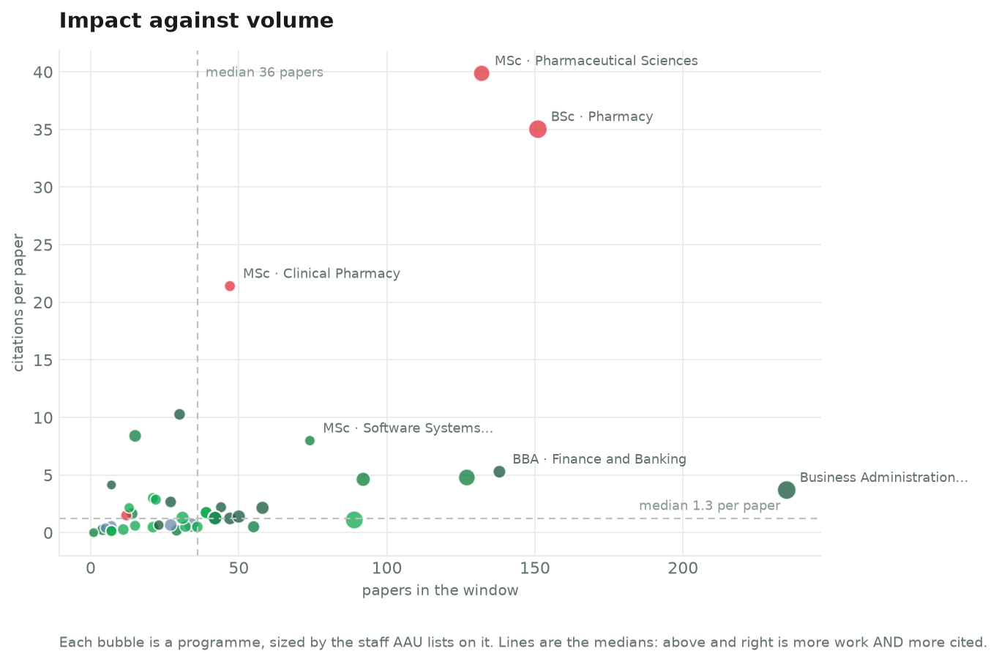 Impact against volume
40
35
30
25
20
15
10
5
0
citations per paper
median 36 papers
MSc · Pharmaceutical Sciences
BSc · Pharmacy
MSc · Clinical Pharmacy
MSc · Software Systems...
BBA · Finance and Banking
Business Administration...
median 1.3 per paper
0 50 100 150 200
papers in the window
Each bubble is a programme, sized by the staff AAU lists on it. Lines are the medians: above and right is more work AND more cited.